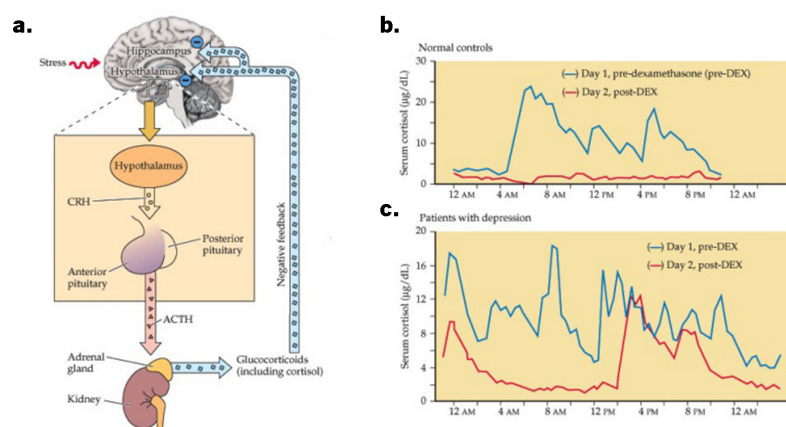 a.
Stress
Hippocampus
Hypothalamus
Hypothalamus
CRH
Posterior
pituitary
Anterior
pituitary
ACTH
Negative feedback
Adrenal
gland
Glucocorticoids
(including cortisol)
Kidney
b.
Normal controls
Day 1, pre-dexamethasone (pre-DEX)
Day 2, post-DEX
Serum cortisol (μg/dL)
30
20
10
0
12 AM 4 AM 8 AM 12 PM 4 PM 8 PM 12 AM
c.
Patients with depression
Day 1, pre-DEX
Day 2, post-DEX
Serum cortisol (μg/dL)
20
16
12
8
4
0
12 AM 4 AM 8 AM 12 PM 4 PM 8 PM 12 AM